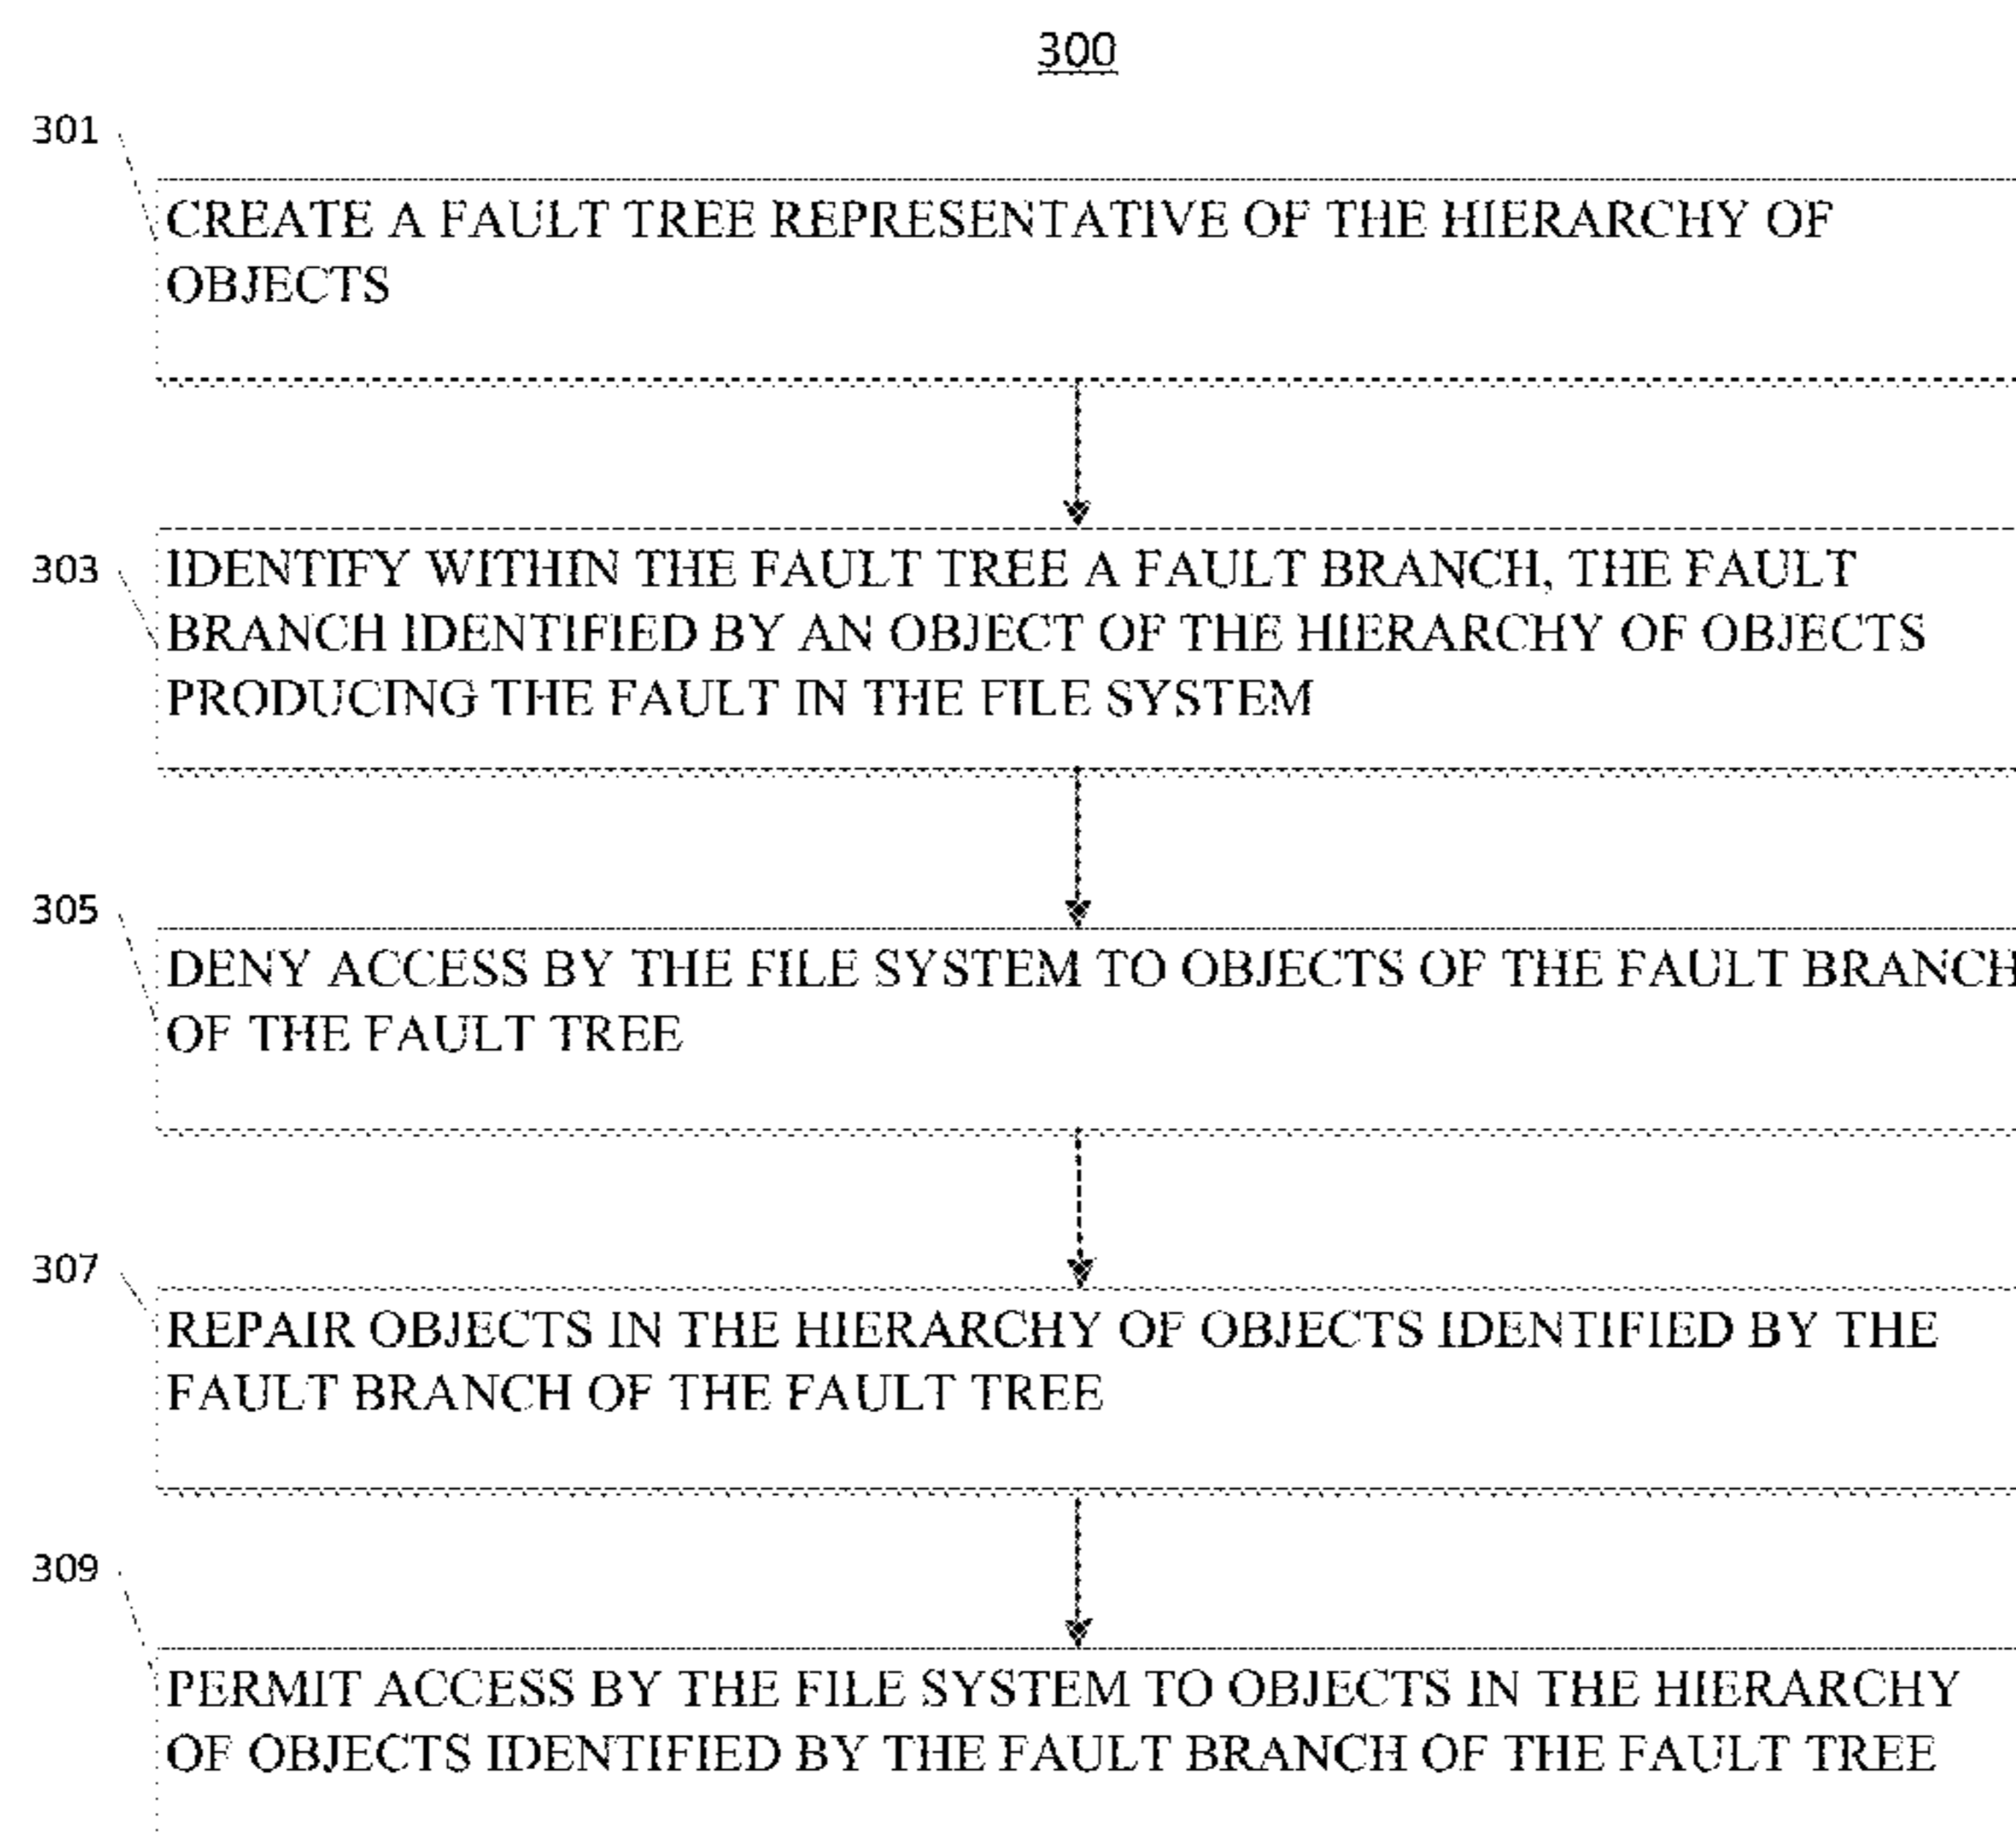 300
301
CREATE A FAULT TREE REPRESENTATIVE OF THE HIERARCHY OF
OBJECTS
303
IDENTIFY WITHIN THE FAULT TREE A FAULT BRANCH, THE FAULT
BRANCH IDENTIFIED BY AN OBJECT OF THE HIERARCHY OF OBJECTS
PRODUCING THE FAULT IN THE FILE SYSTEM
305
DENY ACCESS BY THE FILE SYSTEM TO OBJECTS OF THE FAULT BRANCH
OF THE FAULT TREE
307
REPAIR OBJECTS IN THE HIERARCHY OF OBJECTS IDENTIFIED BY THE
FAULT BRANCH OF THE FAULT TREE
309
PERMIT ACCESS BY THE FILE SYSTEM TO OBJECTS IN THE HIERARCHY
OF OBJECTS IDENTIFIED BY THE FAULT BRANCH OF THE FAULT TREE